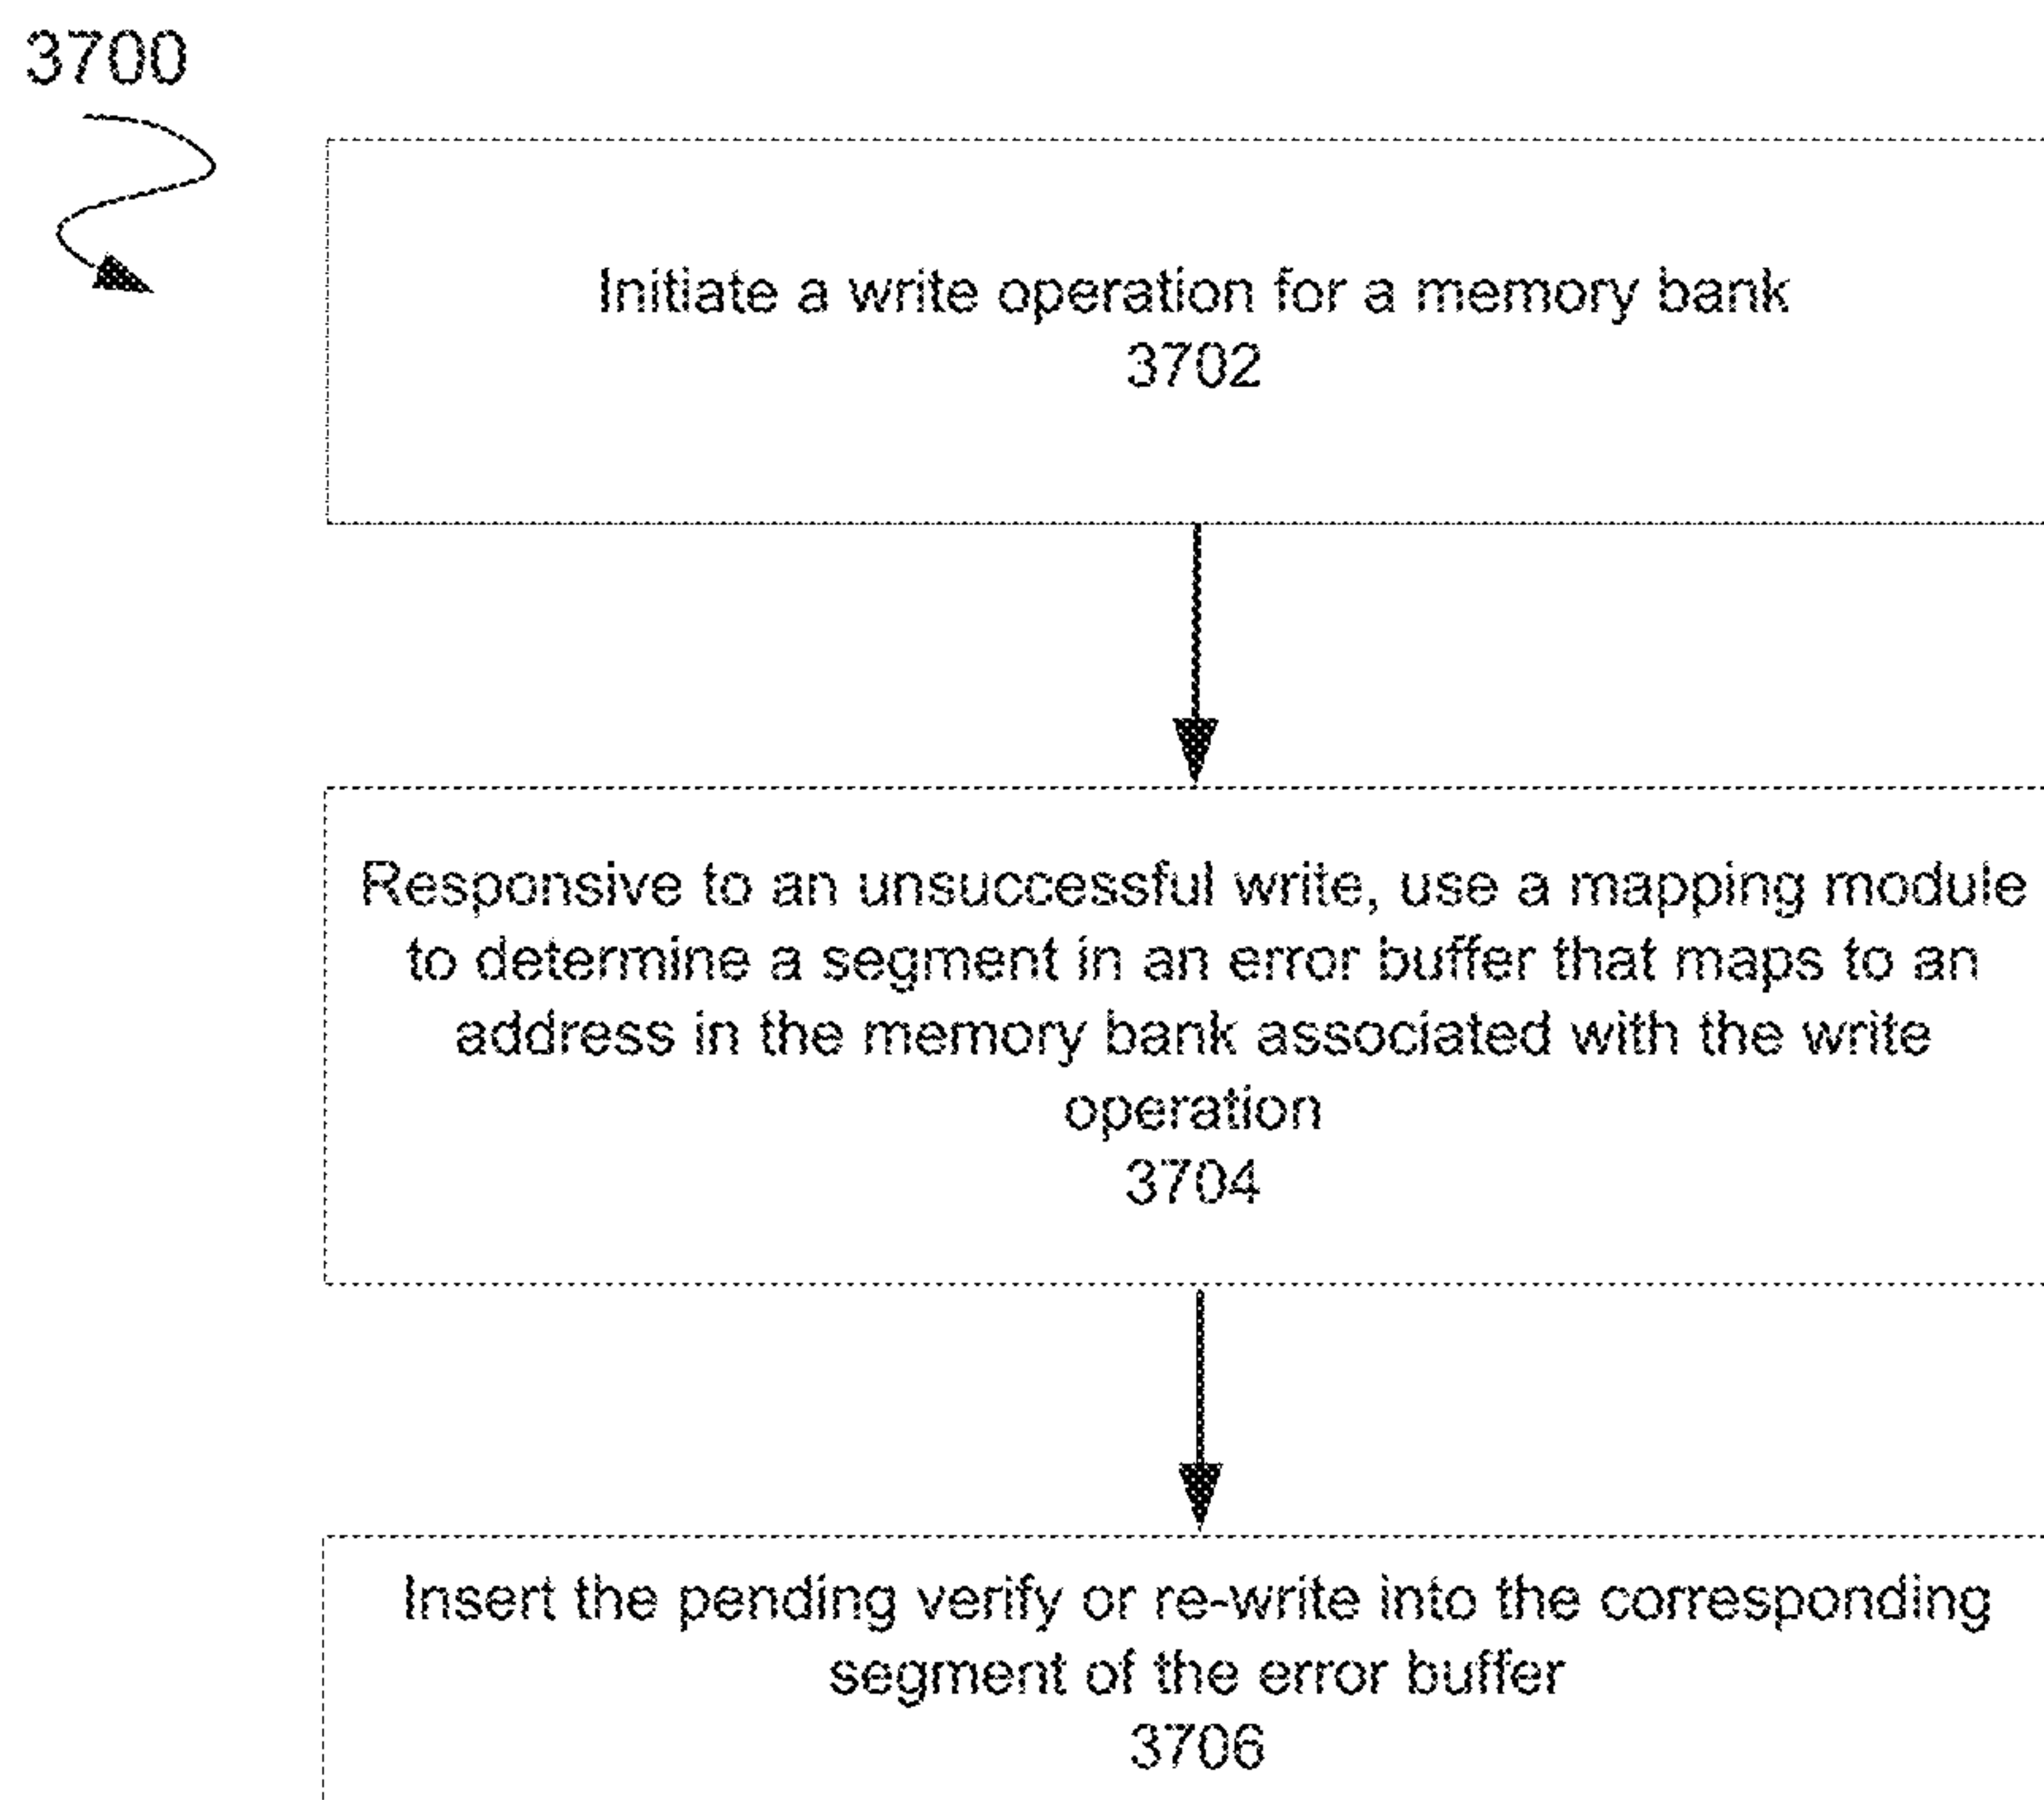 3700
Initiate a write operation for a memory bank
3702
Responsive to an unsuccessful write, use a mapping module
to determine a segment in an error buffer that maps to an
address in the memory bank associated with the write
operation
3704
Insert the pending verify or re-write into the corresponding
segment of the error buffer
3706